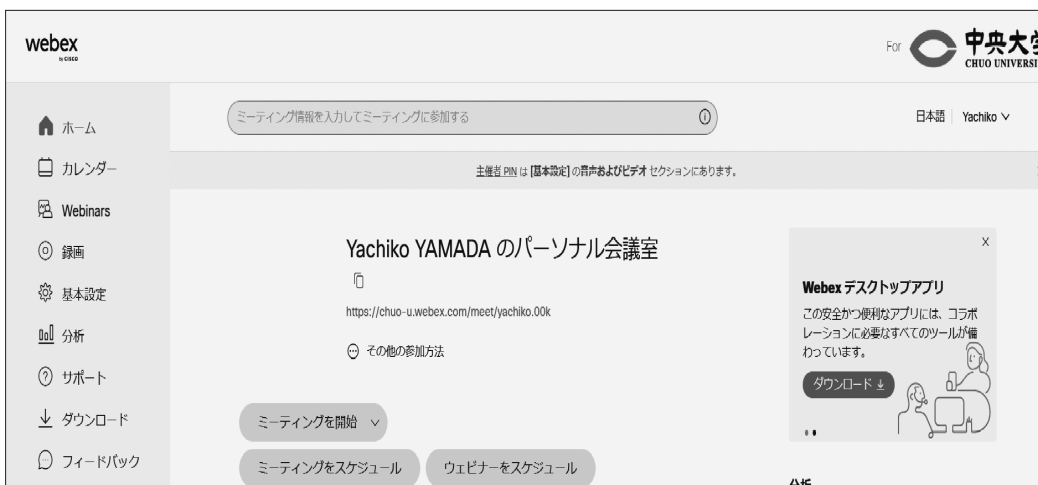 webex
by CISCO
For 中央大学
CHUO UNIVERSI
ホーム
カレンダー
Webinars
録画
基本設定
分析
サポート
ダウンロード
フィードバック
ミーティング情報を入力してミーティングに参加する
日本語 Yachiko
主催者 PIN は [基本設定] の音声およびビデオ セクションにあります。
Yachiko YAMADA のパーソナル会議室
https://chuo-u.webex.com/meet/yachiko.00k
その他の参加方法
ミーティングを開始
ミーティングをスケジュール ウェビナーをスケジュール
X
Webex デスクトップアプリ
この安全かつ便利なアプリには、コラボ
レーションに必要なすべてのツールが備
わっています。
ダウンロード
分析